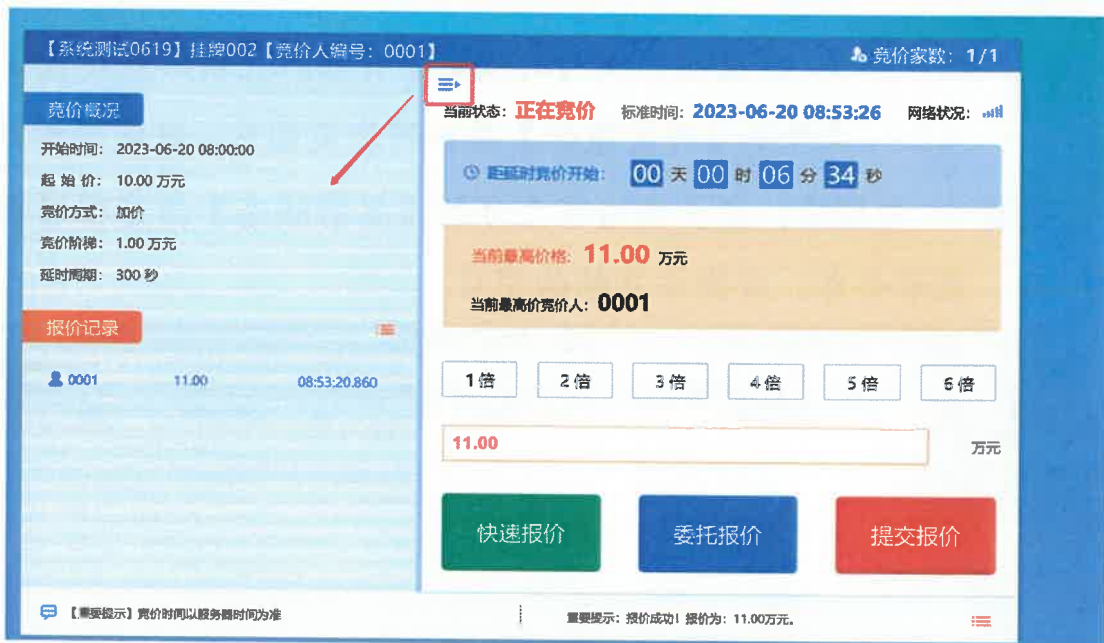 【系统测试0619】挂牌002【竞价人编号：0001】
竞价家数：1/1
竞价概况
开始时间：2023-06-20 08:00:00
起 始 价：10.00 万元
竞价方式：加价
竞价阶梯：1.00 万元
延时周期：300 秒
报价记录
0001 11.00 08:53:20.860
当前状态：正在竞价 标准时间：2023-06-20 08:53:26 网络状况：
距延时竞价开始：00 天 00 时 06 分 34 秒
当前最高价格：11.00 万元
当前最高价竞价人：0001
1 倍 2 倍 3 倍 4 倍 5 倍 6 倍
11.00 万元
快速报价 委托报价 提交报价
【重要提示】竞价时间以服务器时间为准
重要提示：报价成功！报价为：11.00万元。